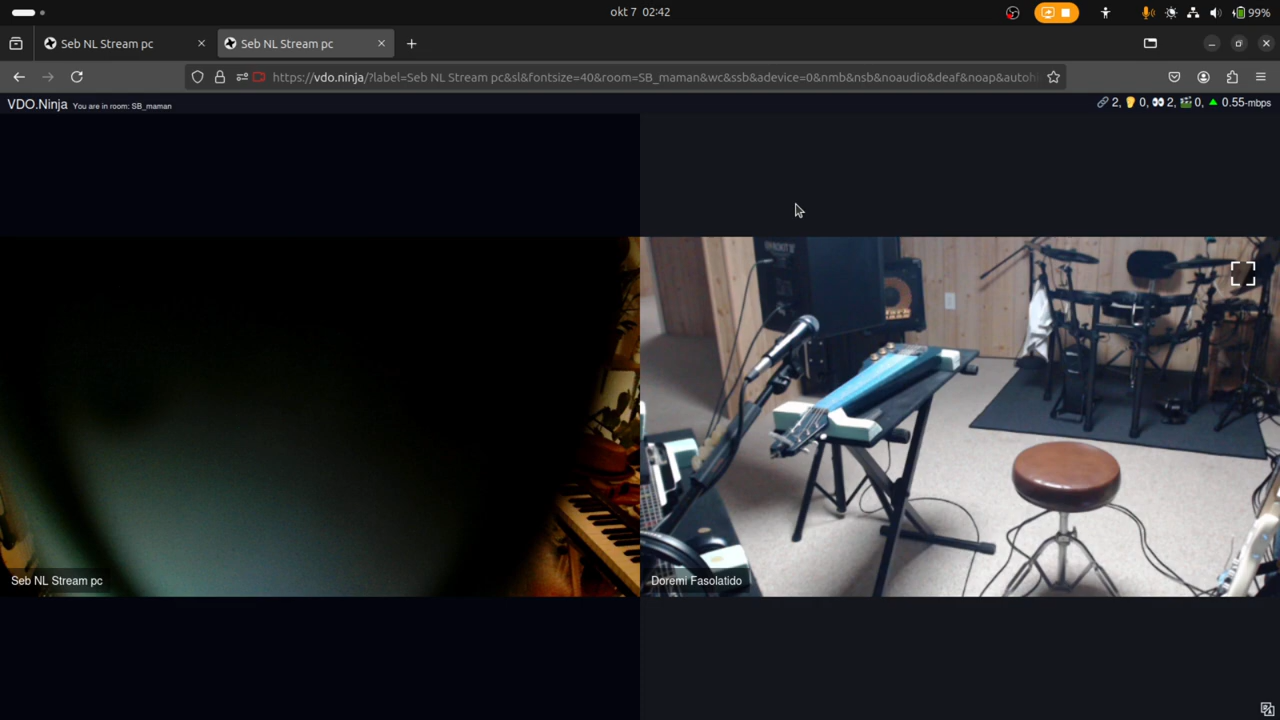 okt 7 02:42
99%
Seb NL Stream pc
Seb NL Stream pc
https://vdo.ninja/?label=Seb NL Stream pc&sl&fontsize=40&room=SB_maman&wc&ssb&adevice=0&nmb&nsb&noaudio&deaf&noap&autohi
VDO.Ninja You are in room: SB_maman
2, 0, 2, 0, 0.55-mbps
Seb NL Stream pc
Doremi Fasolatido